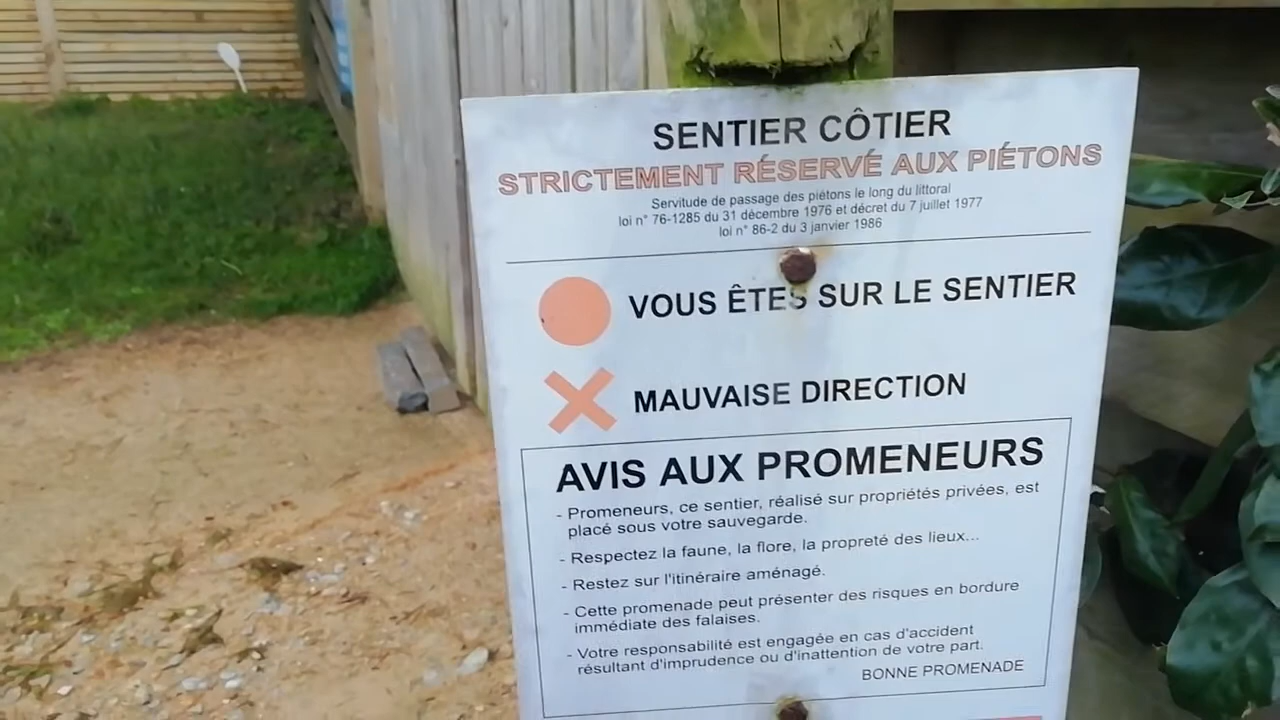 SENTIER CÔTIER
STRICTEMENT RÉSERVÉ AUX PIÉTONS
Servitude de passage des piétons le long du littoral
loi n° 76-1285 du 31 décembre 1976 et décret du 7 juillet 1977
loi n° 86-2 du 3 janvier 1986
VOUS ÊTES SUR LE SENTIER
MAUVAISE DIRECTION
AVIS AUX PROMENEURS
- Promeneurs, ce sentier, réalisé sur propriétés privées, est
placé sous votre sauvegarde.
- Respectez la faune, la flore, la propreté des lieux...
- Restez sur l'itinéraire aménagé.
- Cette promenade peut présenter des risques en bordure
immédiate des falaises.
- Votre responsabilité est engagée en cas d'accident
résultant d'imprudence ou d'inattention de votre part.
BONNE PROMENADE